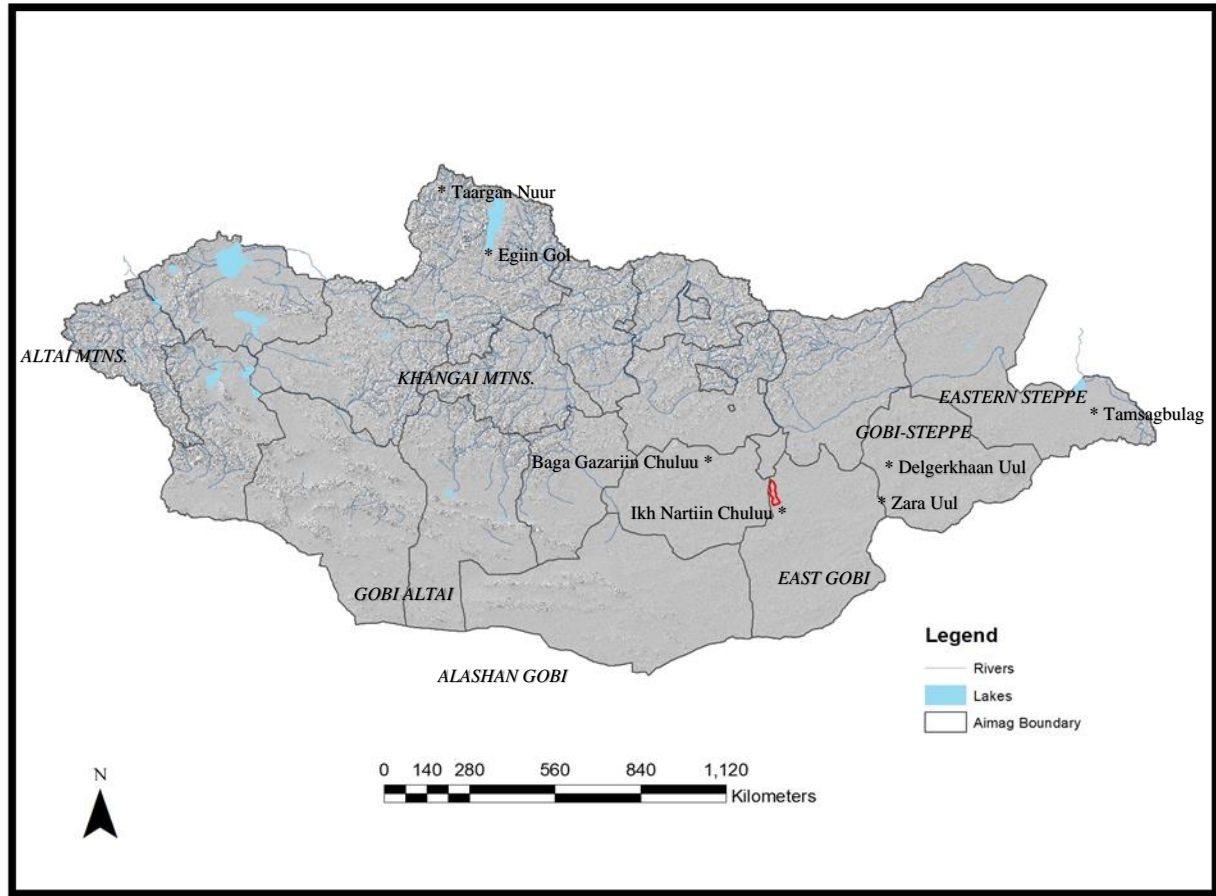 * Taargan Nuur
* Egiin Gol
ALTAI MTNS.
KHANGAI MTNS.
EASTERN STEPPE
* Tamsagbulag
GOBI-STEPPE
Baga Gazariin Chuluu *
* Delgerkhaan Uul
Ikh Nartiin Chuluu *
* Zara Uul
EAST GOBI
GOBI ALTAI
ALASHAN GOBI
Legend
Rivers
Lakes
Aimag Boundary
N
0 140 280 560 840 1,120
Kilometers